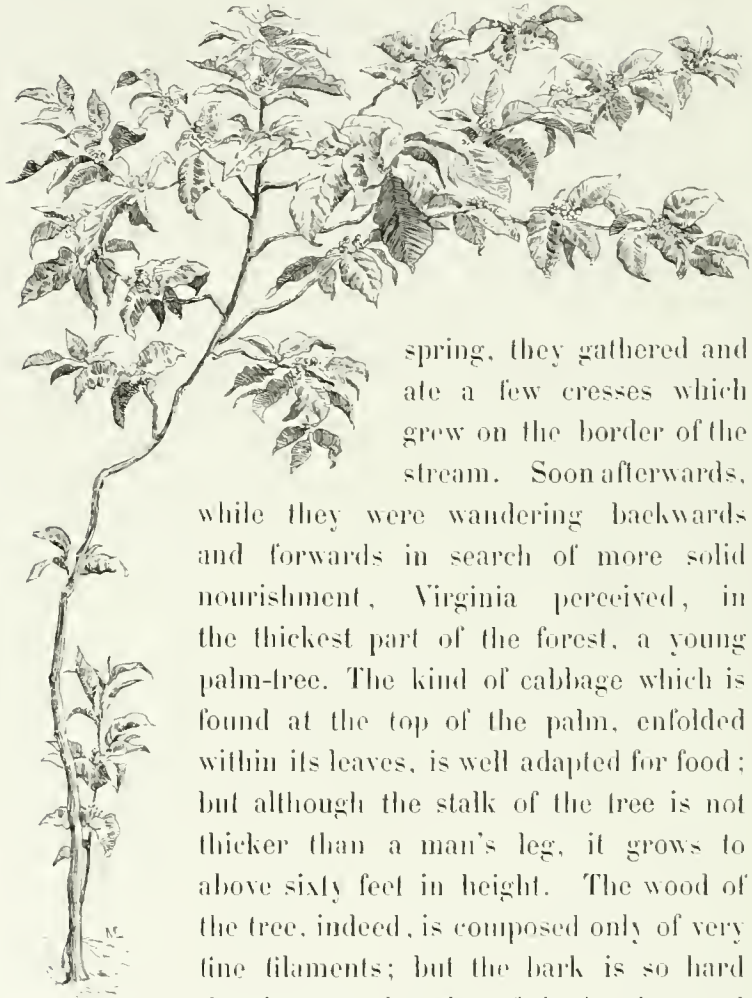 spring, they gathered and
ate a few cresses which
grew on the border of the
stream. Soon afterwards,
while they were wandering backwards
and forwards in search of more solid
nourishment, Virginia perceived, in
the thickest part of the forest, a young
palm-tree. The kind of cabbage which is
found at the top of the palm, enfolded
within its leaves, is well adapted for food;
but although the stalk of the tree is not
thicker than a man's leg, it grows to
above sixty feet in height. The wood of
the tree, indeed, is composed only of very
fine filaments; but the bark is so hard